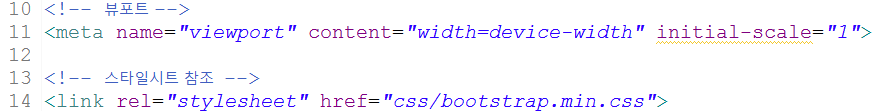 10 <!-- 뷰포트 -->
11 <meta name="viewport" content="width=device-width" initial-scale="1">
12
13 <!-- 스타일시트 참조 -->
14 <link rel="stylesheet" href="css/bootstrap.min.css">